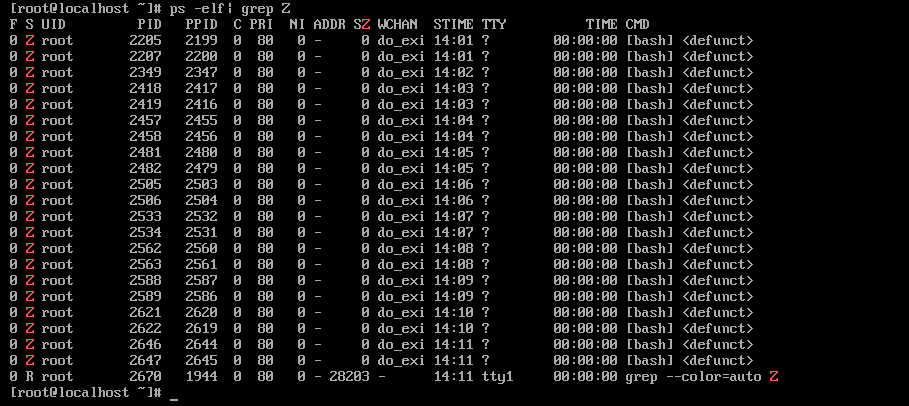 [root@localhost ~]# ps -elf| grep Z
F S UID        PID  PPID  C PRI  NI ADDR SZ WCHAN  STIME TTY          TIME CMD
0 Z root      2205  2199  0  80   0 -     0 do_exi 14:01 ?        00:00:00 [bash] <defunct>
0 Z root      2207  2200  0  80   0 -     0 do_exi 14:01 ?        00:00:00 [bash] <defunct>
0 Z root      2349  2347  0  80   0 -     0 do_exi 14:02 ?        00:00:00 [bash] <defunct>
0 Z root      2418  2417  0  80   0 -     0 do_exi 14:03 ?        00:00:00 [bash] <defunct>
0 Z root      2419  2416  0  80   0 -     0 do_exi 14:03 ?        00:00:00 [bash] <defunct>
0 Z root      2457  2455  0  80   0 -     0 do_exi 14:04 ?        00:00:00 [bash] <defunct>
0 Z root      2458  2456  0  80   0 -     0 do_exi 14:04 ?        00:00:00 [bash] <defunct>
0 Z root      2481  2480  0  80   0 -     0 do_exi 14:05 ?        00:00:00 [bash] <defunct>
0 Z root      2482  2479  0  80   0 -     0 do_exi 14:05 ?        00:00:00 [bash] <defunct>
0 Z root      2505  2503  0  80   0 -     0 do_exi 14:06 ?        00:00:00 [bash] <defunct>
0 Z root      2506  2504  0  80   0 -     0 do_exi 14:06 ?        00:00:00 [bash] <defunct>
0 Z root      2533  2532  0  80   0 -     0 do_exi 14:07 ?        00:00:00 [bash] <defunct>
0 Z root      2534  2531  0  80   0 -     0 do_exi 14:07 ?        00:00:00 [bash] <defunct>
0 Z root      2562  2560  0  80   0 -     0 do_exi 14:08 ?        00:00:00 [bash] <defunct>
0 Z root      2563  2561  0  80   0 -     0 do_exi 14:08 ?        00:00:00 [bash] <defunct>
0 Z root      2588  2587  0  80   0 -     0 do_exi 14:09 ?        00:00:00 [bash] <defunct>
0 Z root      2589  2586  0  80   0 -     0 do_exi 14:09 ?        00:00:00 [bash] <defunct>
0 Z root      2621  2620  0  80   0 -     0 do_exi 14:10 ?        00:00:00 [bash] <defunct>
0 Z root      2622  2619  0  80   0 -     0 do_exi 14:10 ?        00:00:00 [bash] <defunct>
0 Z root      2646  2644  0  80   0 -     0 do_exi 14:11 ?        00:00:00 [bash] <defunct>
0 Z root      2647  2645  0  80   0 -     0 do_exi 14:11 ?        00:00:00 [bash] <defunct>
0 R root      2670  1944  0  80   0 - 28203 -      14:11 tty1     00:00:00 grep --color=auto Z
[root@localhost ~]# _